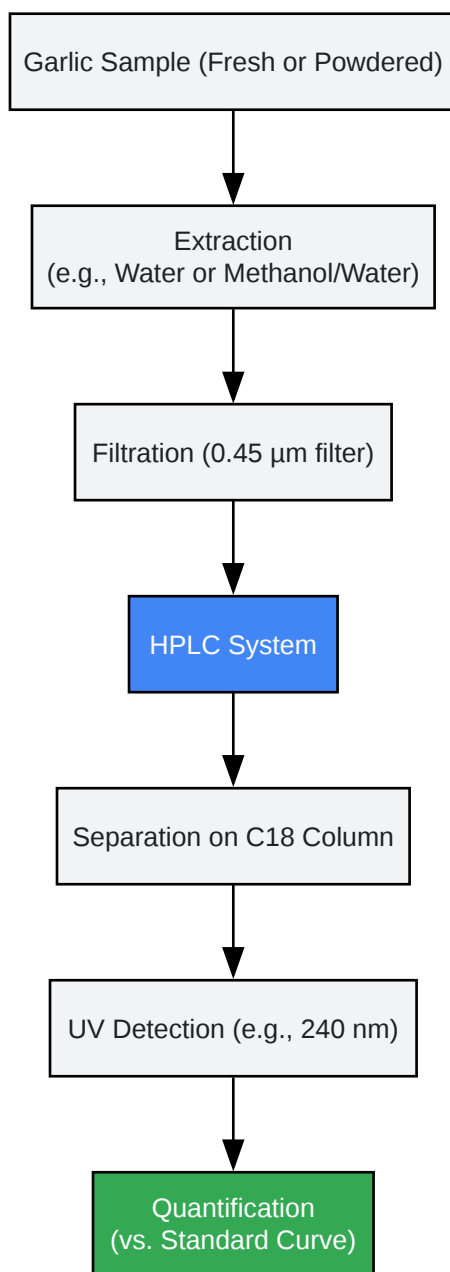 Garlic Sample (Fresh or Powdered)
Extraction
(e.g., Water or Methanol/Water)
Filtration (0.45 µm filter)
HPLC System
Separation on C18 Column
UV Detection (e.g., 240 nm)
Quantification
(vs. Standard Curve)